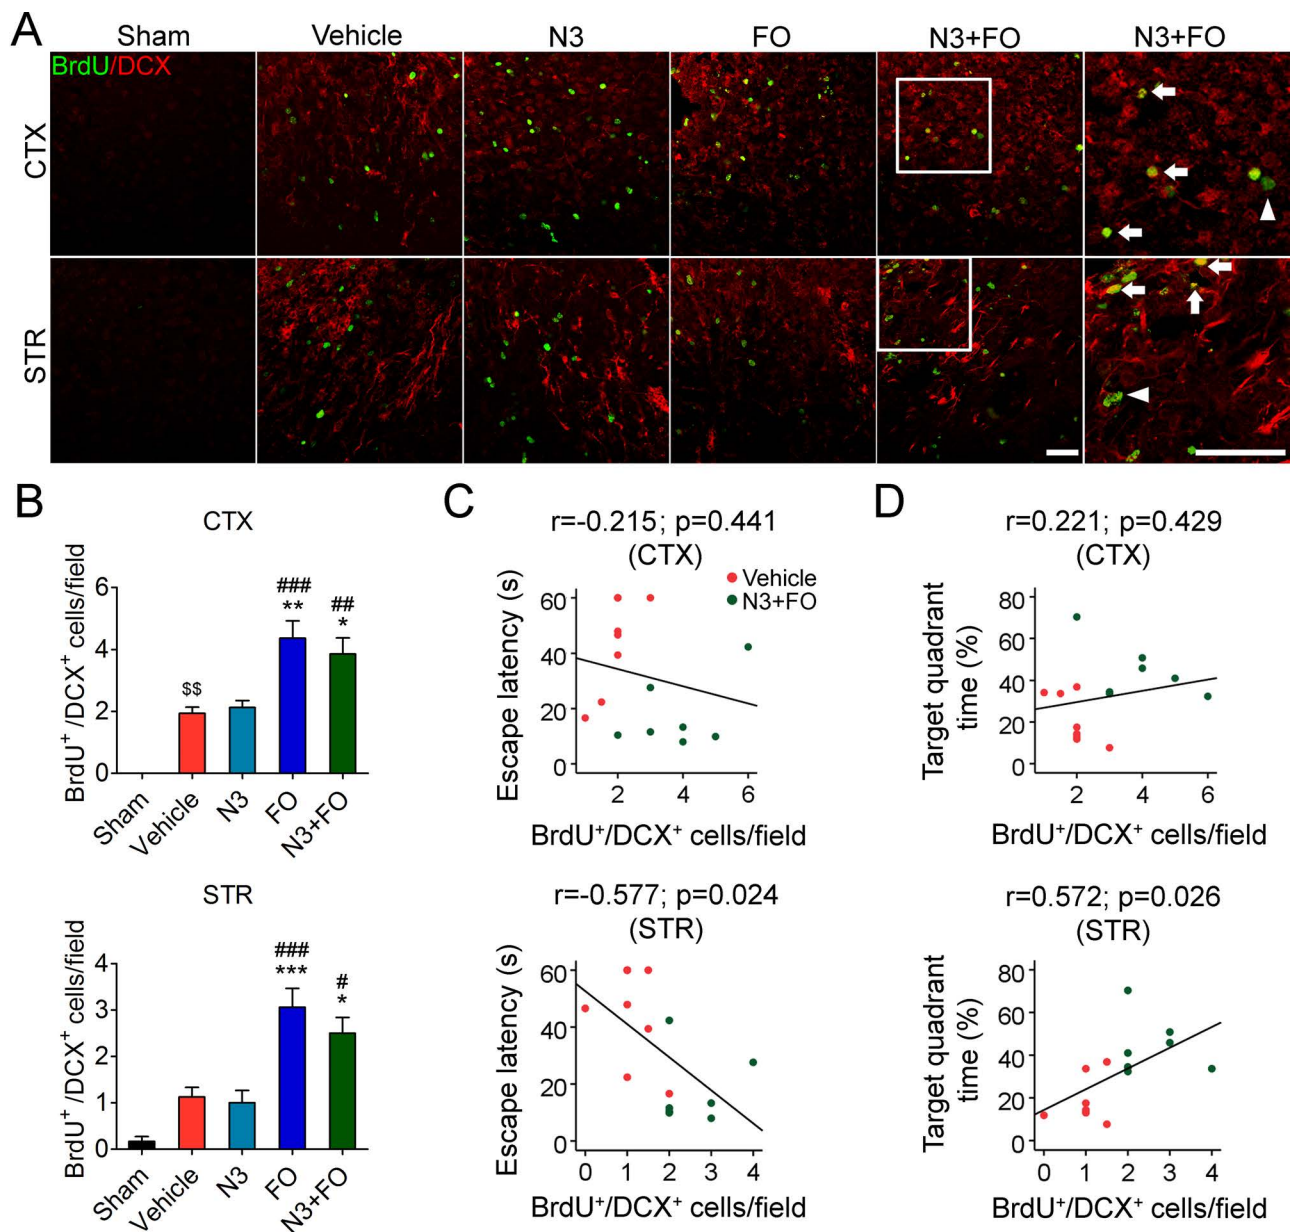 A
Sham Vehicle N3 FO N3+FO N3+FO
BrdU/DCX
CTX
STR
B
CTX
BrdU⁺/DCX⁺ cells/field
6
4
2
0
$$
###
**
##
*
Sham Vehicle N3 FO N3+FO
STR
BrdU⁺/DCX⁺ cells/field
4
3
2
1
0
###
***
#
*
Sham Vehicle N3 FO N3+FO
C
r=-0.215; p=0.441
(CTX)
Vehicle
N3+FO
Escape latency (s)
60
40
20
0
2 4 6
BrdU⁺/DCX⁺ cells/field
r=-0.577; p=0.024
(STR)
Escape latency (s)
60
40
20
0
0 1 2 3 4
BrdU⁺/DCX⁺ cells/field
D
r=0.221; p=0.429
(CTX)
Target quadrant
time (%)
80
60
40
20
0
2 4 6
BrdU⁺/DCX⁺ cells/field
r=0.572; p=0.026
(STR)
Target quadrant
time (%)
80
60
40
20
0
0 1 2 3 4
BrdU⁺/DCX⁺ cells/field